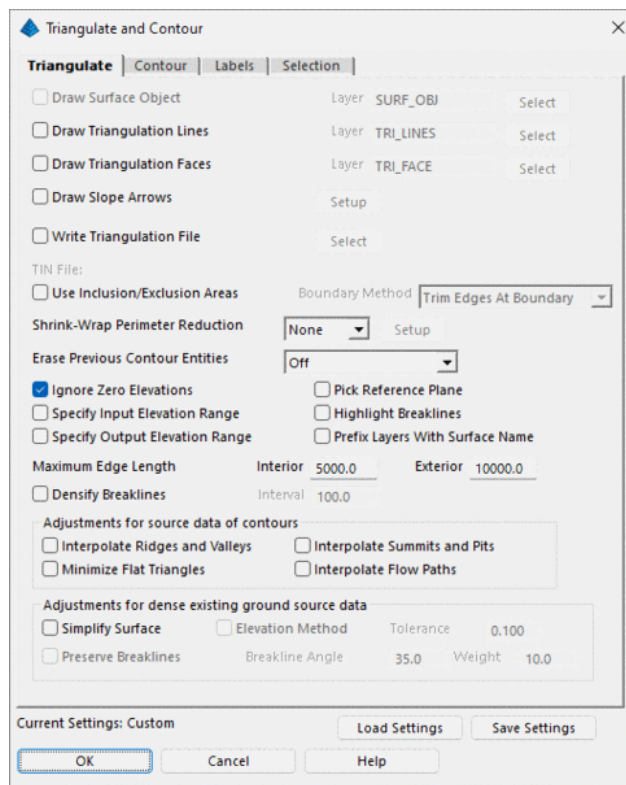 Triangulate and Contour
Triangulate Contour Labels Selection
Draw Surface Object Layer SURF_OBJ Select
Draw Triangulation Lines Layer TRI_LINES Select
Draw Triangulation Faces Layer TRI_FACE Select
Draw Slope Arrows Setup
Write Triangulation File Select
TIN File:
Use Inclusion/Exclusion Areas Boundary Method Trim Edges At Boundary
Shrink-Wrap Perimeter Reduction None Setup
Erase Previous Contour Entities Off
Ignore Zero Elevations Pick Reference Plane
Specify Input Elevation Range Highlight Breaklines
Specify Output Elevation Range Prefix Layers With Surface Name
Maximum Edge Length Interior 5000.0 Exterior 10000.0
Densify Breaklines Interval 100.0
Adjustments for source data of contours
Interpolate Ridges and Valleys Interpolate Summits and Pits
Minimize Flat Triangles Interpolate Flow Paths
Adjustments for dense existing ground source data
Simplify Surface Elevation Method Tolerance 0.100
Preserve Breaklines Breakline Angle 35.0 Weight 10.0
Current Settings: Custom Load Settings Save Settings
OK Cancel Help